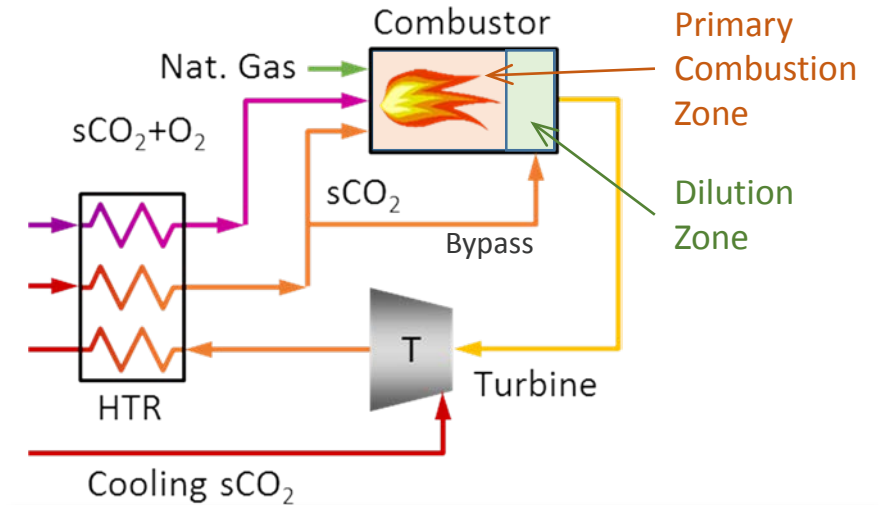 Combustor
Primary
Combustion
Zone
Nat. Gas
sCO₂+O₂
sCO₂
Bypass
Dilution
Zone
HTR
T
Turbine
Cooling sCO₂